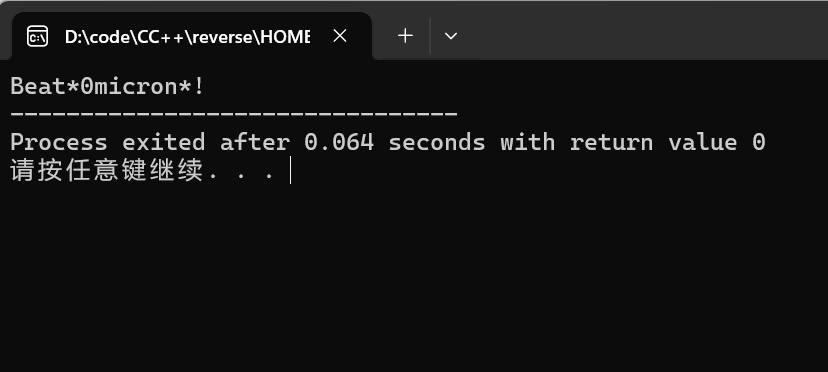 D:\code\CC++\reverse\HOME
Beat*0micron*!
--------------------------------
Process exited after 0.064 seconds with return value 0
请按任意键继续. . .